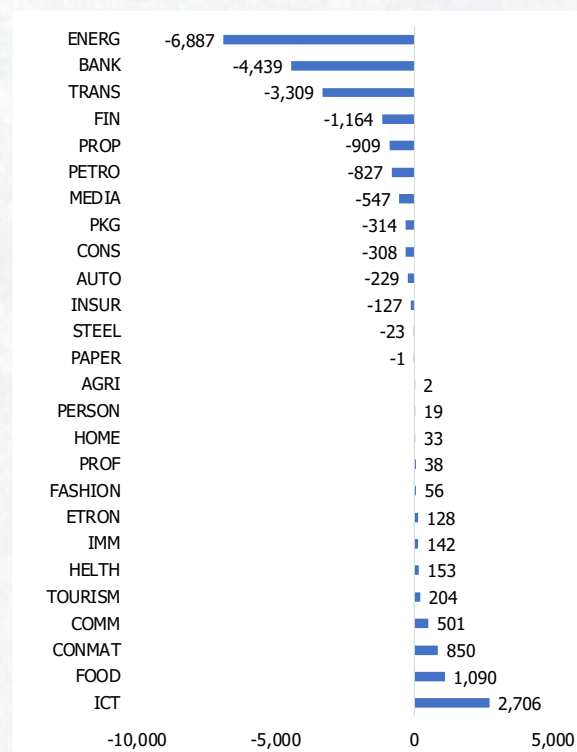 ENERG -6,887
BANK -4,439
TRANS -3,309
FIN -1,164
PROP -909
PETRO -827
MEDIA -547
PKG -314
CONS -308
AUTO -229
INSUR -127
STEEL -23
PAPER -1
AGRI 2
PERSON 19
HOME 33
PROF 38
FASHION 56
ETRON 128
IMM 142
HELTH 153
TOURISM 204
COMM 501
CONMAT 850
FOOD 1,090
ICT 2,706
-10,000 -5,000 0 5,000